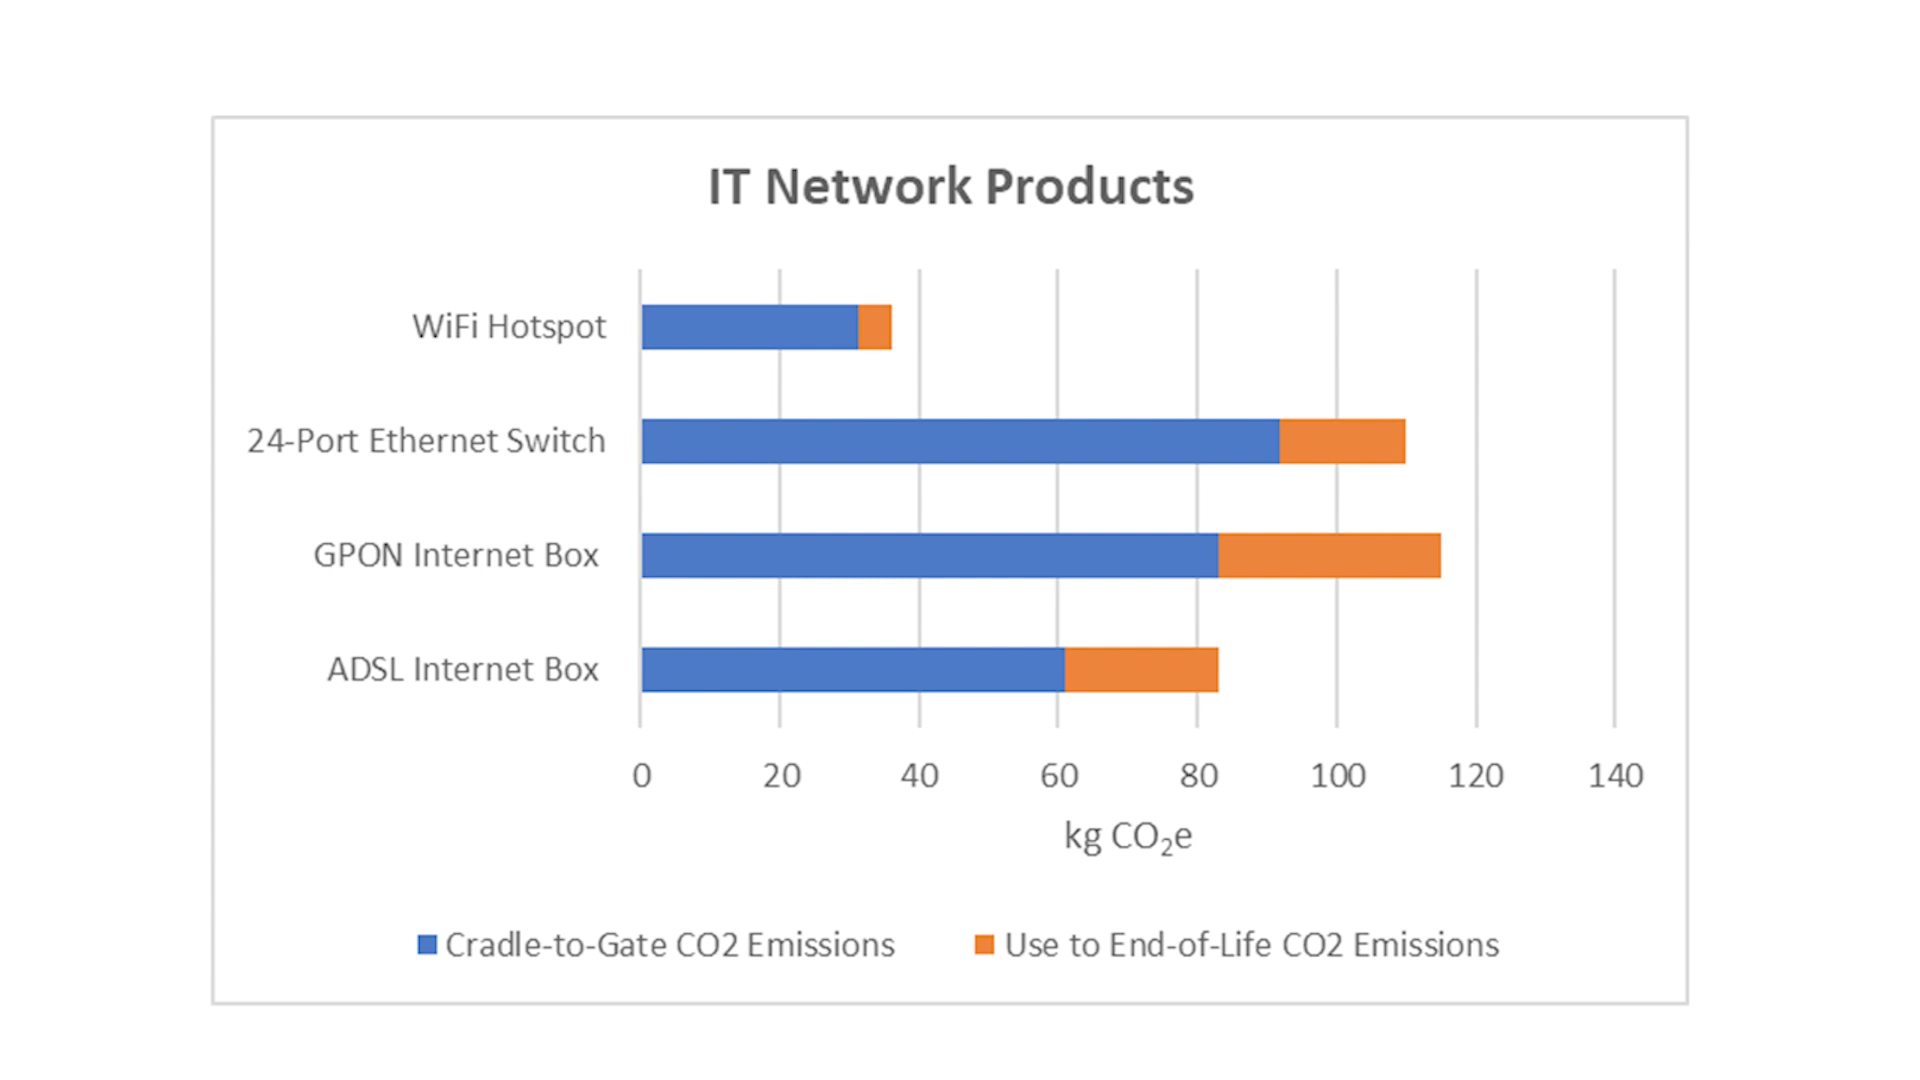 IT Network Products
WiFi Hotspot
24-Port Ethernet Switch
GPON Internet Box
ADSL Internet Box
0 20 40 60 80 100 120 140
kg CO₂e
Cradle-to-Gate CO2 Emissions Use to End-of-Life CO2 Emissions